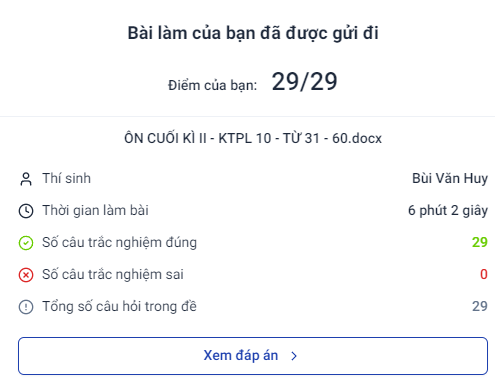 Bài làm của bạn đã được gửi đi
Điểm của bạn: 29/29
ÔN CUỐI KÌ II - KTPL 10 - TỪ 31 - 60.docx
Thí sinh Bùi Văn Huy
Thời gian làm bài 6 phút 2 giây
Số câu trắc nghiệm đúng 29
Số câu trắc nghiệm sai 0
Tổng số câu hỏi trong đề 29
Xem đáp án